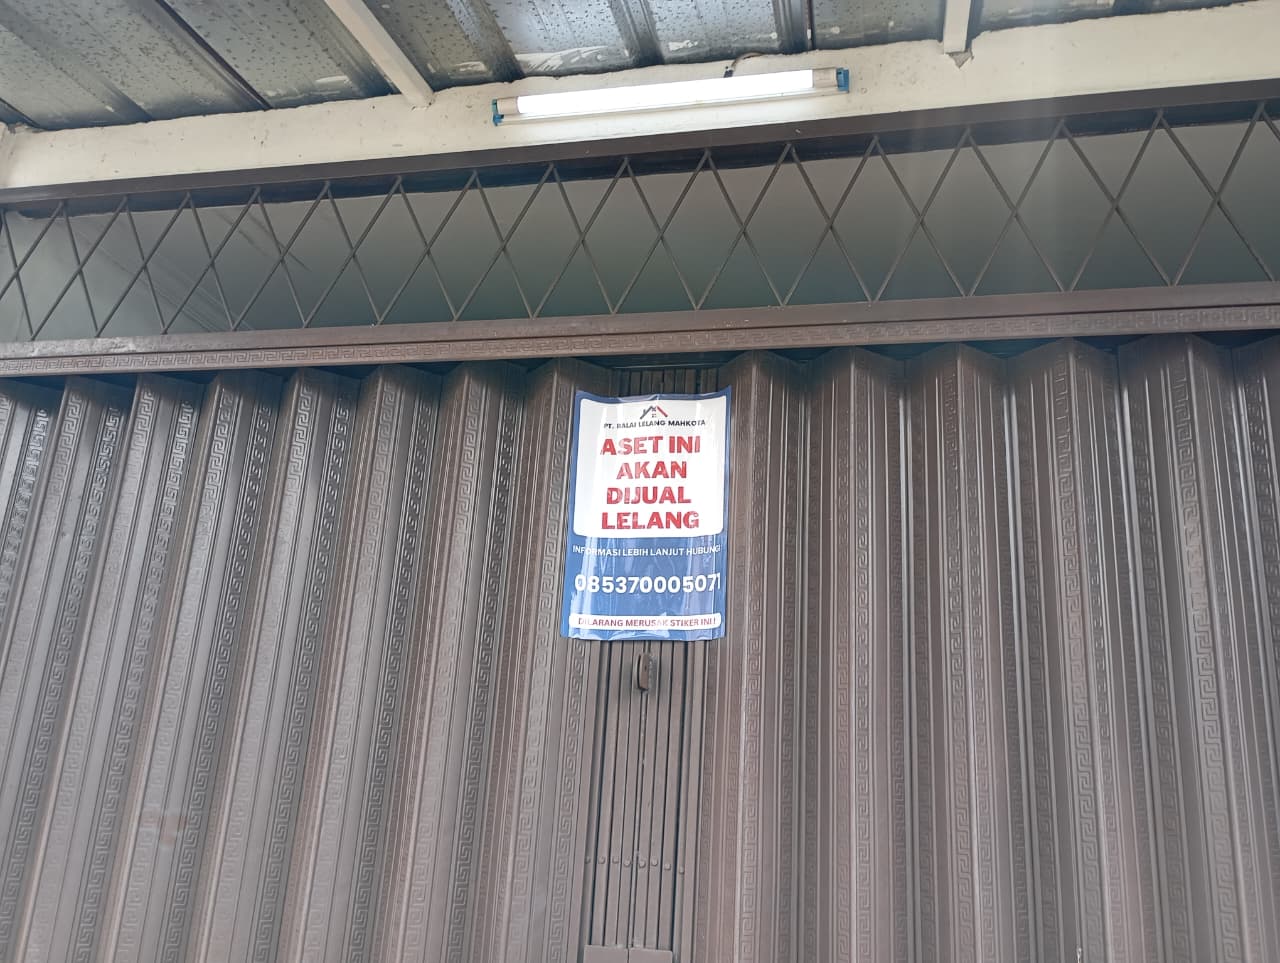 PT. BALAI LELANG MAHKOTA
ASET INI
AKAN
DIJUAL
LELANG
INFORMASI LEBIH LANJUT HUBUNGI
085370005071
DILARANG MERUSAK STIKER INI !